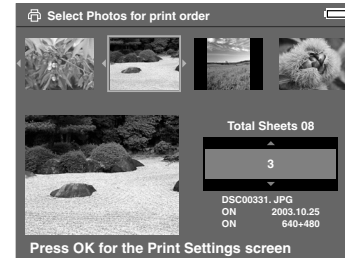 Select Photos for print order
Total Sheets 08
3
DSC00331. JPG
ON 2003.10.25
ON 640+480
Press OK for the Print Settings screen